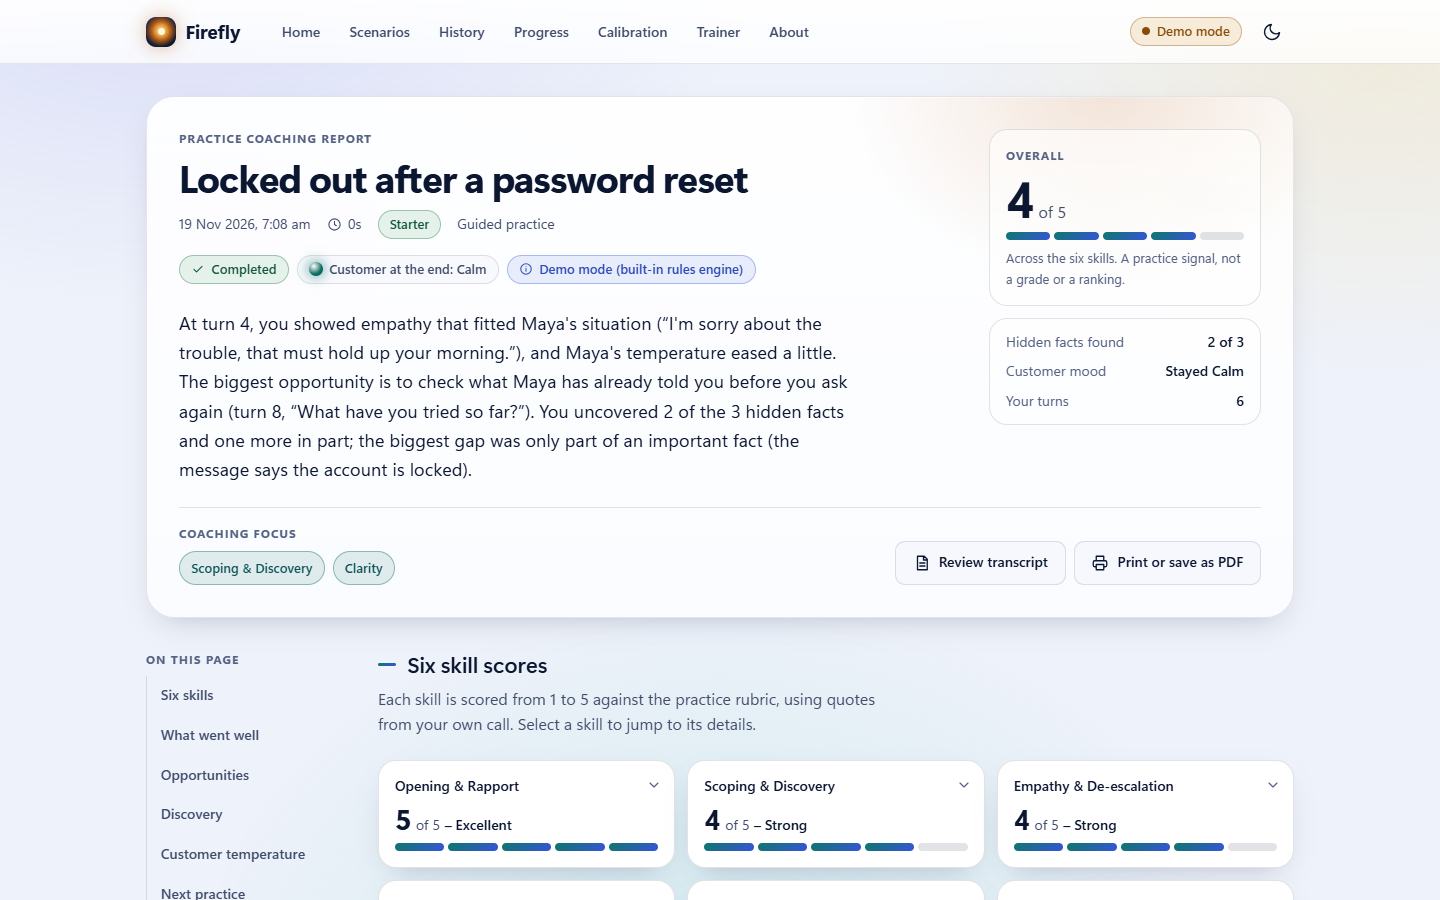 Firefly
Home
Scenarios
History
Progress
Calibration
Trainer
About
Demo mode
PRACTICE COACHING REPORT
Locked out after a password reset
19 Nov 2026, 7:08 am
0s
Starter
Guided practice
Completed
Customer at the end: Calm
Demo mode (built-in rules engine)
At turn 4, you showed empathy that fitted Maya's situation (“I'm sorry about the
trouble, that must hold up your morning.”), and Maya's temperature eased a little.
The biggest opportunity is to check what Maya has already told you before you ask
again (turn 8, “What have you tried so far?”). You uncovered 2 of the 3 hidden facts
and one more in part; the biggest gap was only part of an important fact (the
message says the account is locked).
OVERALL
4 of 5
Across the six skills. A practice signal, not
a grade or a ranking.
Hidden facts found 2 of 3
Customer mood Stayed Calm
Your turns 6
COACHING FOCUS
Scoping & Discovery
Clarity
Review transcript
Print or save as PDF
ON THIS PAGE
Six skills
What went well
Opportunities
Discovery
Customer temperature
Next practice
Six skill scores
Each skill is scored from 1 to 5 against the practice rubric, using quotes
from your own call. Select a skill to jump to its details.
Opening & Rapport
5 of 5 – Excellent
Scoping & Discovery
4 of 5 – Strong
Empathy & De-escalation
4 of 5 – Strong